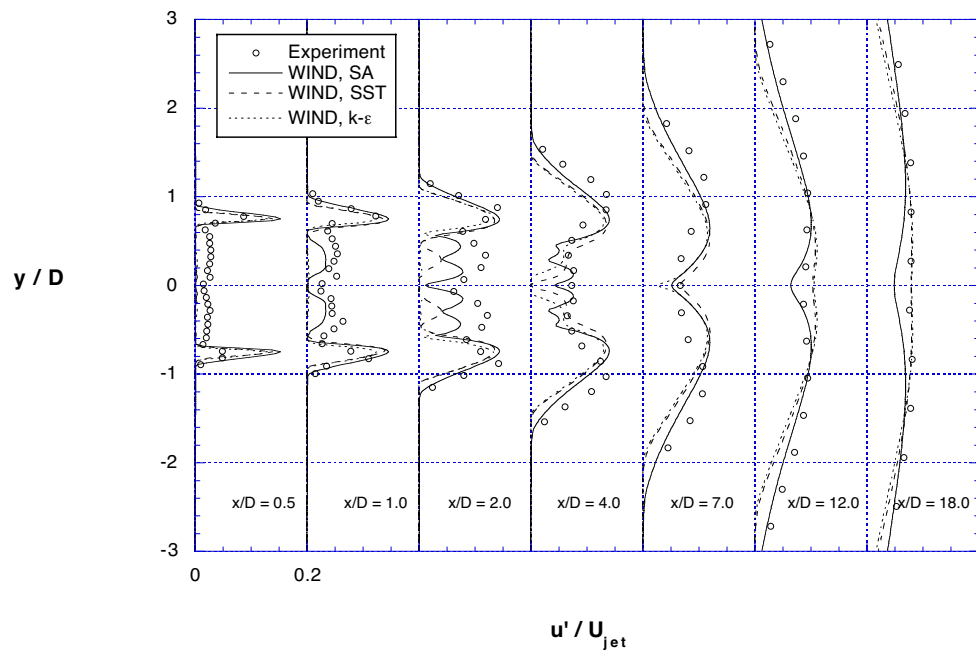 3
Experiment
WIND, SA
WIND, SST
WIND, k-ε
2
1
y / D
0
-1
-2
x/D = 0.5 x/D = 1.0 x/D = 2.0 x/D = 4.0 x/D = 7.0 x/D = 12.0 x/D = 18.0
-3
0 0.2
u' / U_jet